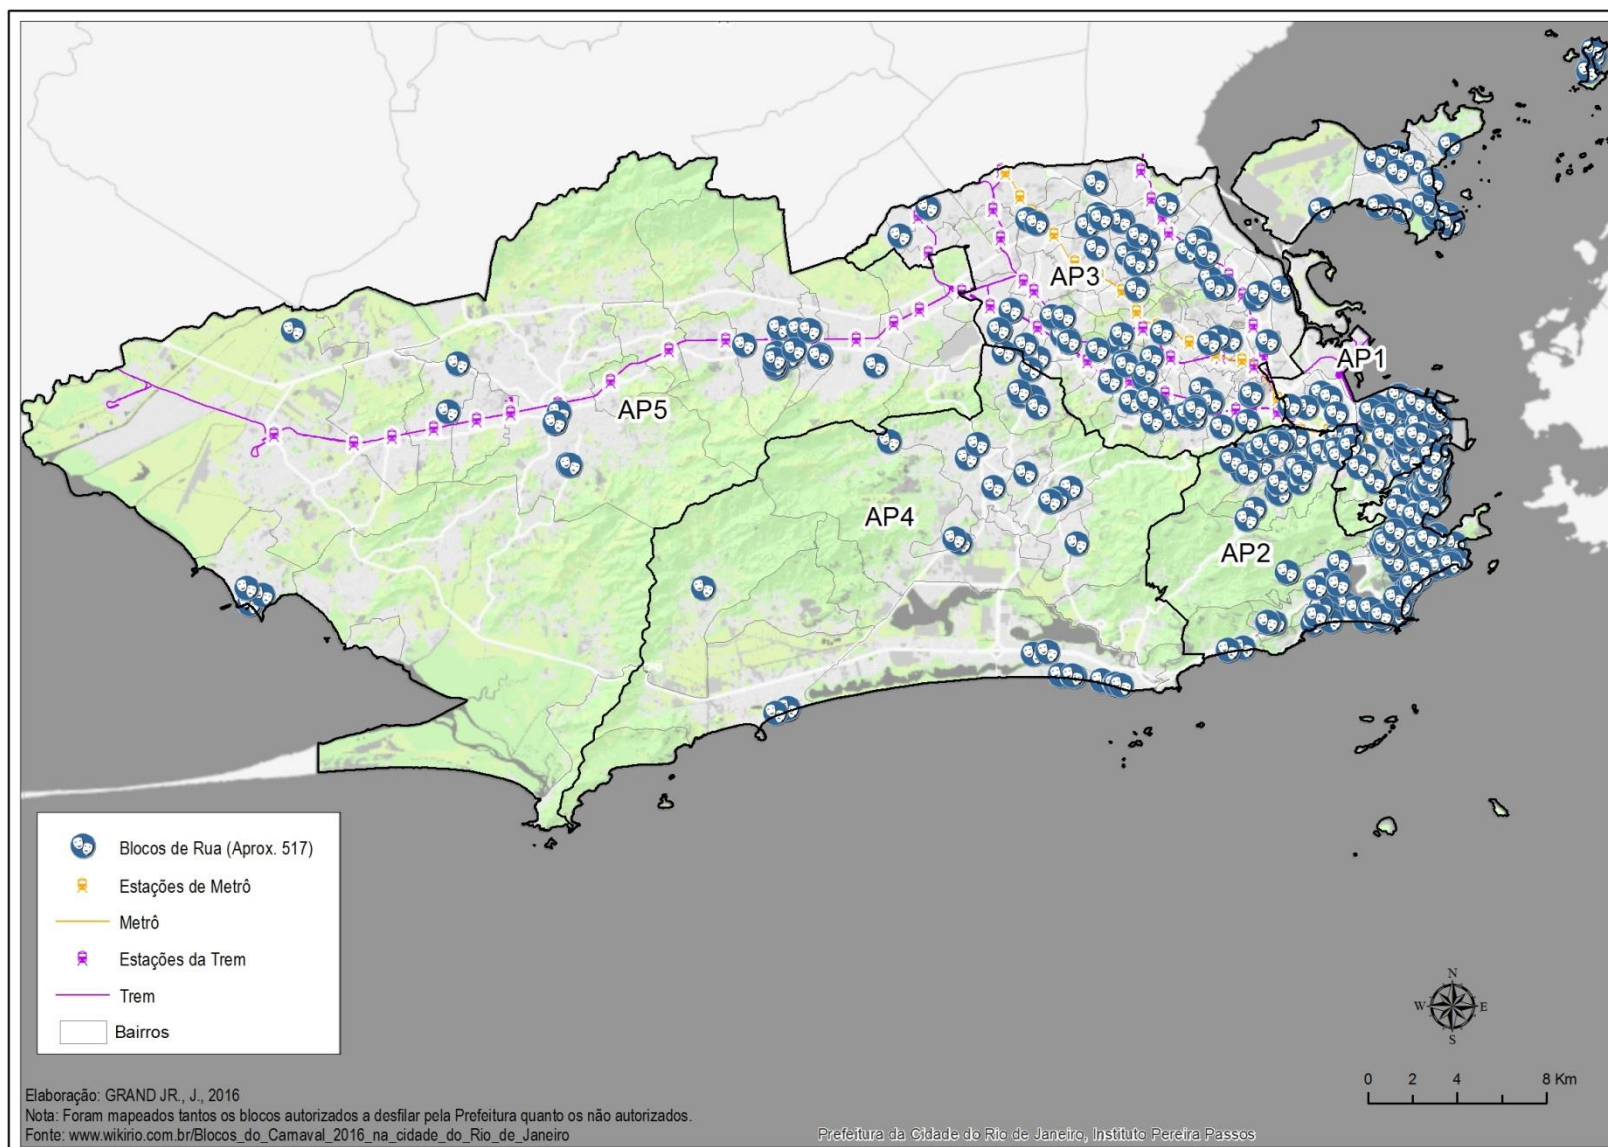 AP3
AP1
AP5
AP4
AP2
Blocos de Rua (Aprox. 517)
Estações de Metrô
Metrô
Estações da Trem
Trem
Bairros
N
W E
S
0 2 4 8 Km
Elaboração: GRAND JR., J., 2016
Nota: Foram mapeados tantos os blocos autorizados a desfilar pela Prefeitura quanto os não autorizados.
Fonte: www.wikirio.com.br/Blocos_do_Carnaval_2016_na_cidade_do_Rio_de_Janeiro
Prefeitura da Cidade do Rio de Janeiro, Instituto Pereira Passos